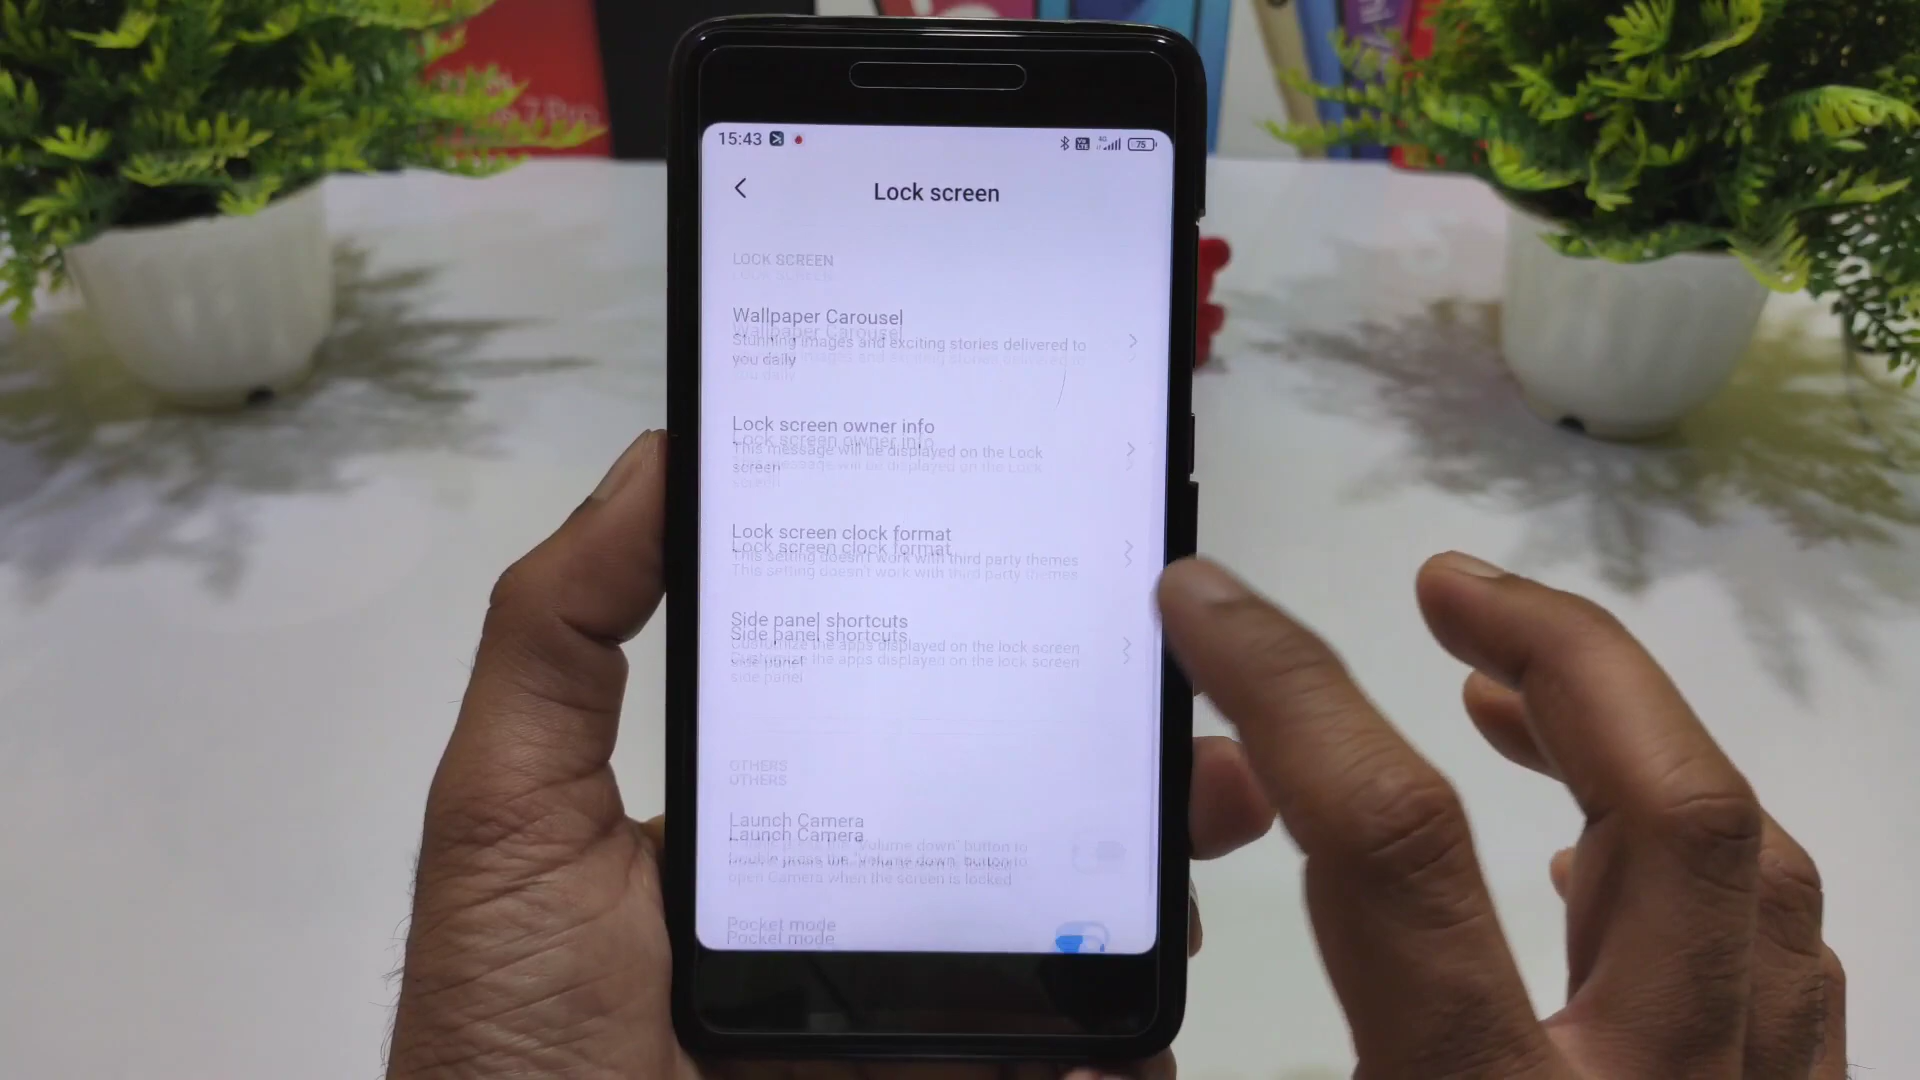 7 Pro
15:43
75
Lock screen
LOCK SCREEN
Wallpaper Carousel
Stunning images and exciting stories delivered to
you daily
Lock screen owner info
This message will be displayed on the Lock
screen
Lock screen clock format
This setting doesn't work with third party themes
Side panel shortcuts
Customize the apps displayed on the lock screen
side panel
OTHERS
Launch Camera
Double press the "volume down" button to
open Camera when the screen is locked
Pocket mode